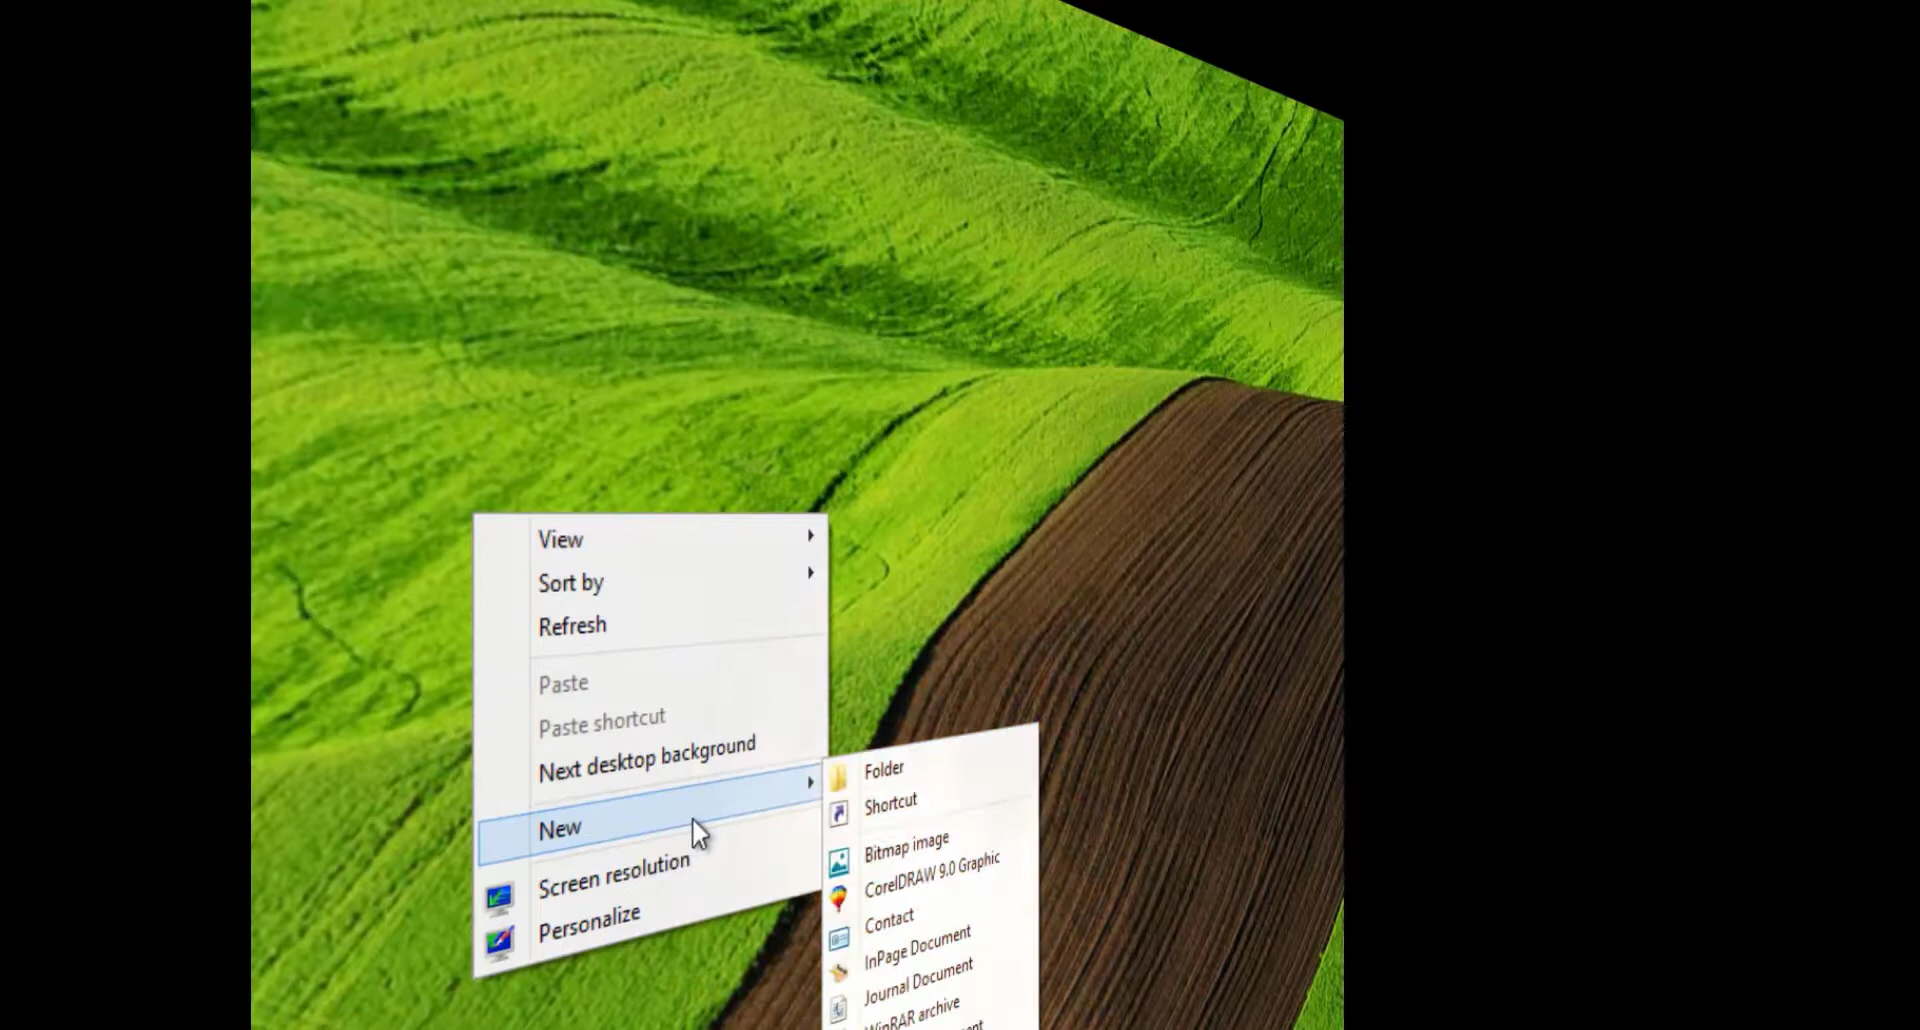 View
Sort by
Refresh
Paste
Paste shortcut
Next desktop background
New
Screen resolution
Personalize
Folder
Shortcut
Bitmap image
CorelDRAW 9.0 Graphic
Contact
InPage Document
Journal Document
WinRAR archive